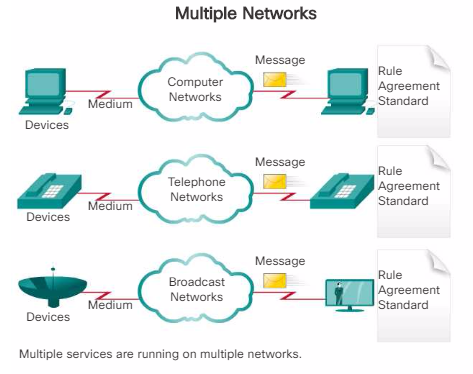 Multiple Networks
Devices
Medium
Computer
Networks
Message
Rule
Agreement
Standard
Devices
Medium
Telephone
Networks
Message
Rule
Agreement
Standard
Devices
Medium
Broadcast
Networks
Message
Rule
Agreement
Standard
Multiple services are running on multiple networks.